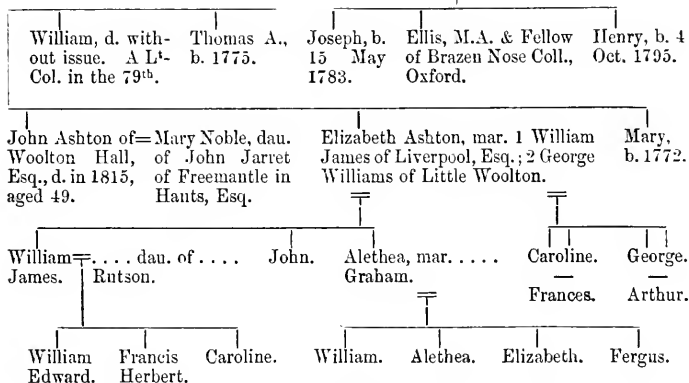 William, d. with-
out issue. A Lt-
Col. in the 79th.
Thomas A.,
b. 1775.
Joseph, b.
15 May
1783.
Ellis, M.A. & Fellow
of Brazen Nose Coll.,
Oxford.
Henry, b. 4
Oct. 1795.
John Ashton of=
Woolton Hall,
Esq., d. in 1815,
aged 49.
Mary Noble, dau.
of John Jarret
of Freemantle in
Hants, Esq.
Elizabeth Ashton, mar. 1 William
James of Liverpool, Esq.; 2 George
Williams of Little Woolton.
Mary,
b. 1772.
William=. . . . dau. of . . . .
James. Rutson.
John.
Alethea, mar. . . . .
Graham.
Caroline.
—
Frances.
George.
—
Arthur.
William
Edward.
Francis
Herbert.
Caroline.
William.
Alethea.
Elizabeth.
Fergus.